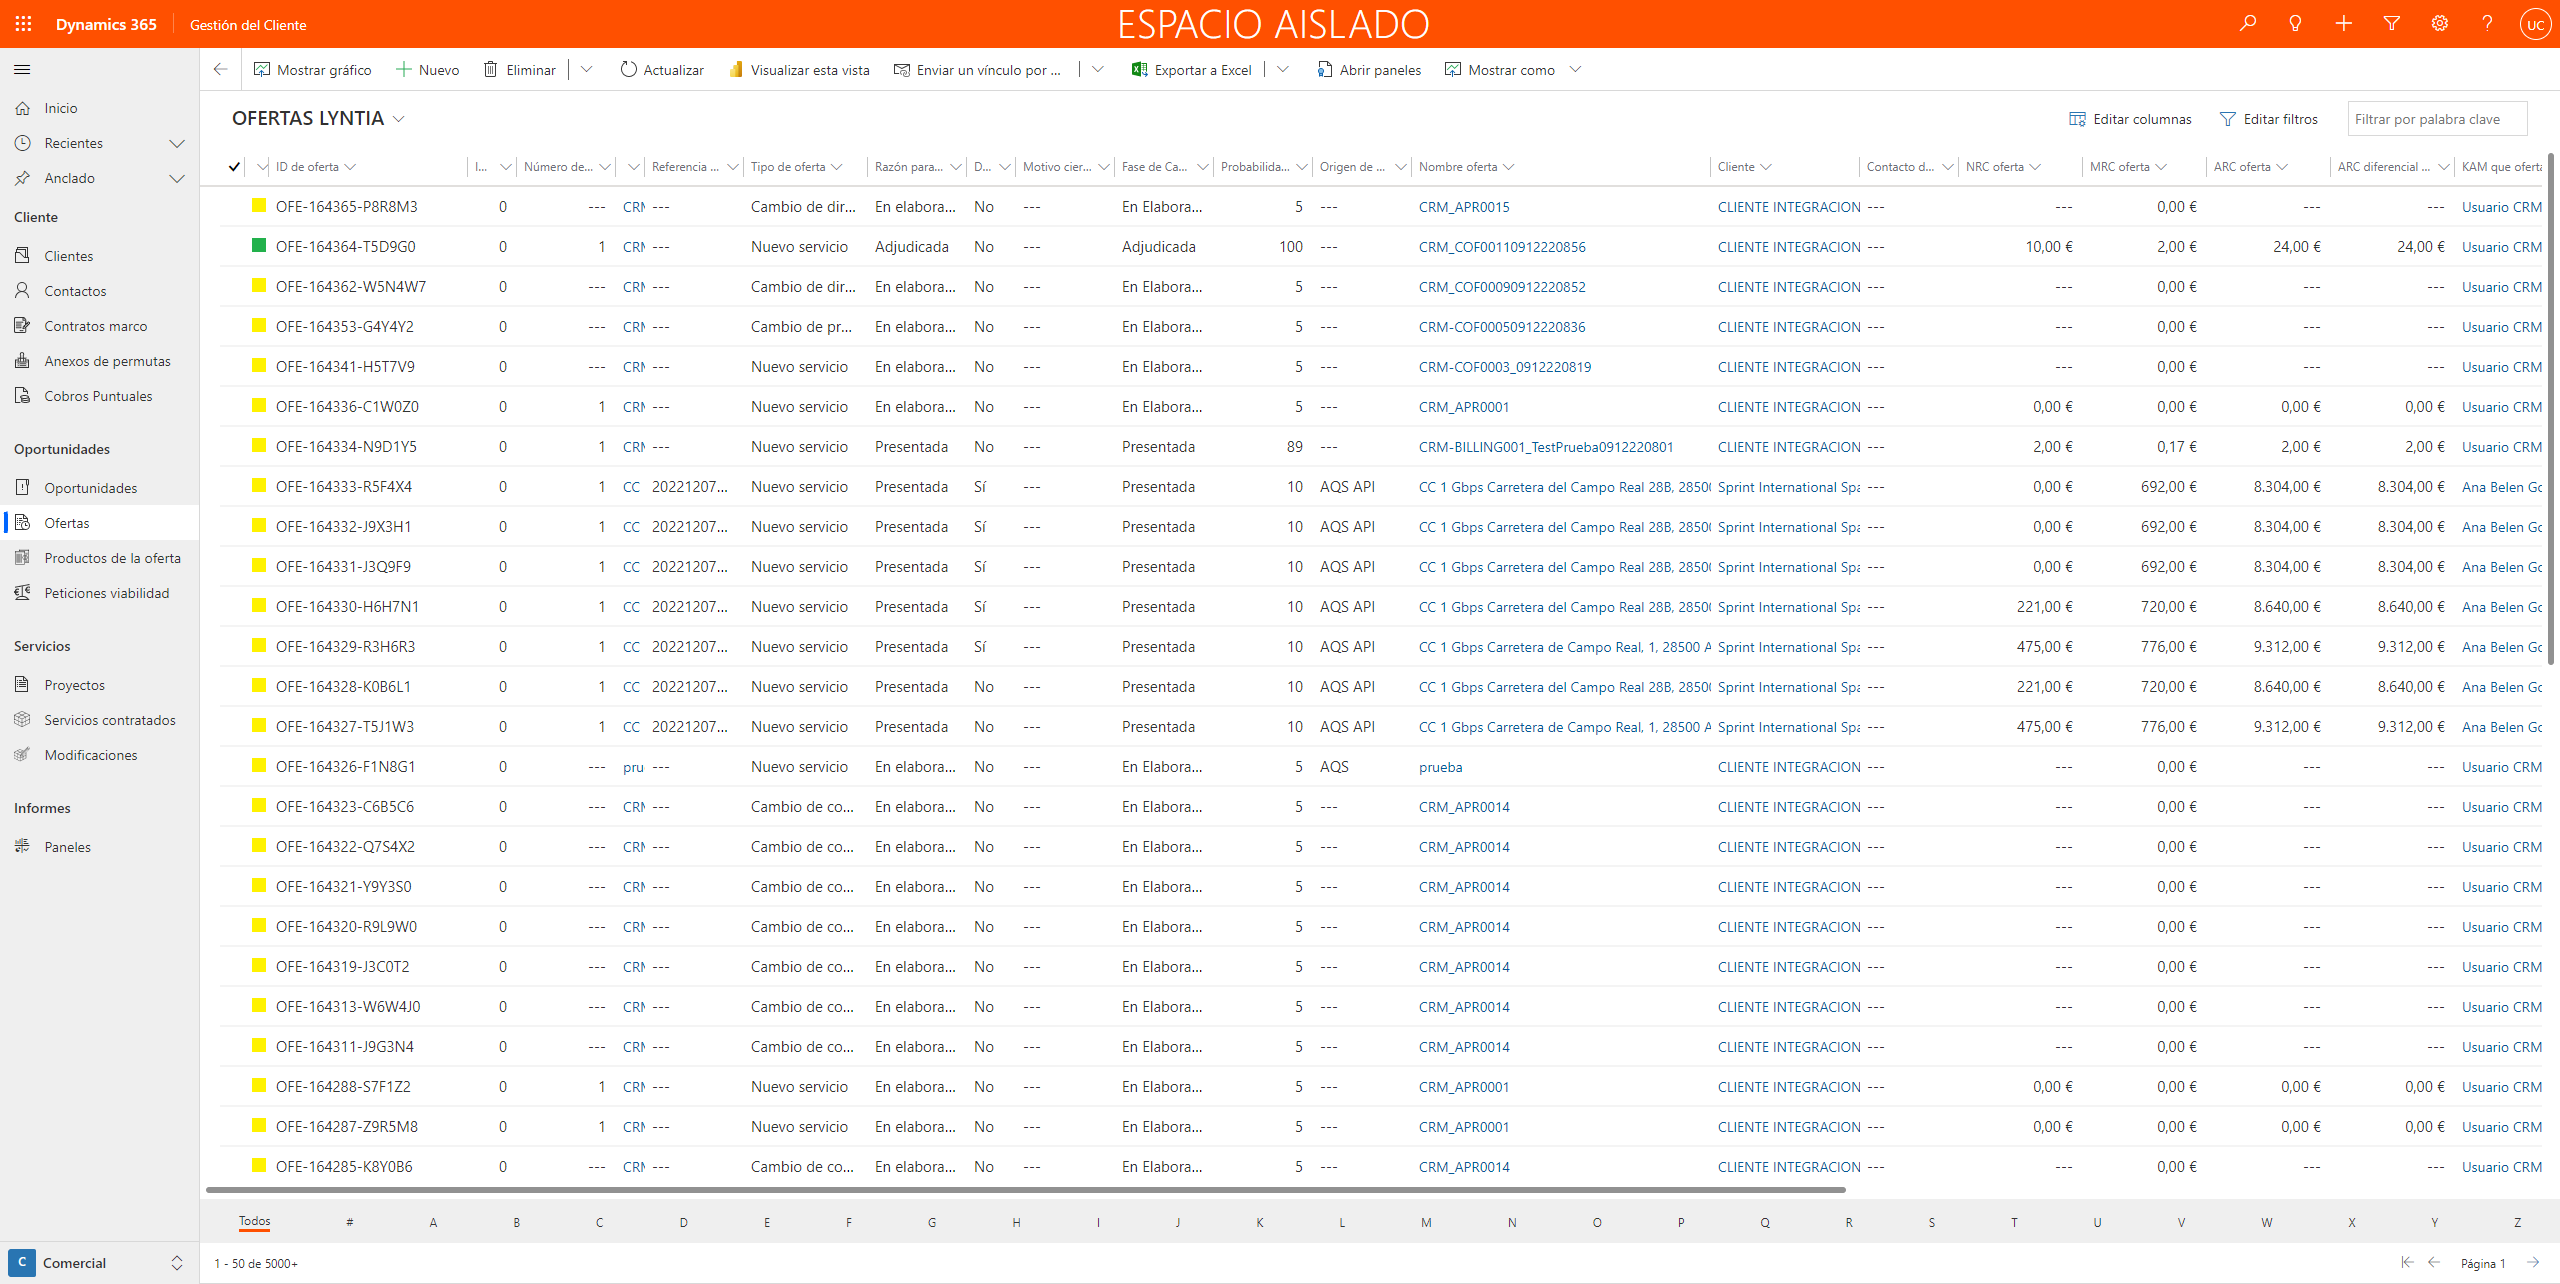 Dynamics 365 Gestión del Cliente ESPACIO AISLADO UC
Mostrar gráfico Nuevo Eliminar Actualizar Visualizar esta vista Enviar un vínculo por ... Exportar a Excel Abrir paneles Mostrar como
Inicio
Recientes
Anclado
Cliente
Clientes
Contactos
Contratos marco
Anexos de permutas
Cobros Puntuales
Oportunidades
Oportunidades
Ofertas
Productos de la oferta
Peticiones viabilidad
Servicios
Proyectos
Servicios contratados
Modificaciones
Informes
Paneles
C Comercial
OFERTAS LYNTIA Editar columnas Editar filtros Filtrar por palabra clave
ID de oferta I... Número de... Referencia ... Tipo de oferta Razón para... D... Motivo cier... Fase de Ca... Probabilida... Origen de ... Nombre oferta Cliente Contacto d... NRC oferta MRC oferta ARC oferta ARC diferencial ... KAM que oferta
OFE-164365-P8R8M3 0 --- CRM --- Cambio de dir... En elabora... No --- En Elabora... 5 --- CRM_APR0015 CLIENTE INTEGRACION --- --- 0,00 € --- --- Usuario CRM
OFE-164364-T5D9G0 0 1 CRM --- Nuevo servicio Adjudicada No --- Adjudicada 100 --- CRM_COF00110912220856 CLIENTE INTEGRACION --- 10,00 € 2,00 € 24,00 € 24,00 € Usuario CRM
OFE-164362-W5N4W7 0 --- CRM --- Cambio de dir... En elabora... No --- En Elabora... 5 --- CRM_COF00090912220852 CLIENTE INTEGRACION --- --- 0,00 € --- --- Usuario CRM
OFE-164353-G4Y4Y2 0 --- CRM --- Cambio de pr... En elabora... No --- En Elabora... 5 --- CRM-COF00050912220836 CLIENTE INTEGRACION --- --- 0,00 € --- --- Usuario CRM
OFE-164341-H5T7V9 0 --- CRM --- Nuevo servicio En elabora... No --- En Elabora... 5 --- CRM-COF0003_0912220819 CLIENTE INTEGRACION --- --- 0,00 € --- --- Usuario CRM
OFE-164336-C1W0Z0 0 1 CRM --- Nuevo servicio En elabora... No --- En Elabora... 5 --- CRM_APR0001 CLIENTE INTEGRACION --- 0,00 € 0,00 € 0,00 € 0,00 € Usuario CRM
OFE-164334-N9D1Y5 0 1 CRM --- Nuevo servicio Presentada No --- Presentada 89 --- CRM-BILLING001_TestPrueba0912220801 CLIENTE INTEGRACION --- 2,00 € 0,17 € 2,00 € 2,00 € Usuario CRM
OFE-164333-R5F4X4 0 1 CC 20221207... Nuevo servicio Presentada Sí --- Presentada 10 AQS API CC 1 Gbps Carretera del Campo Real 28B, 28500 Sprint International Spa --- 0,00 € 692,00 € 8.304,00 € 8.304,00 € Ana Belen Go
OFE-164332-J9X3H1 0 1 CC 20221207... Nuevo servicio Presentada Sí --- Presentada 10 AQS API CC 1 Gbps Carretera del Campo Real 28B, 28500 Sprint International Spa --- 0,00 € 692,00 € 8.304,00 € 8.304,00 € Ana Belen Go
OFE-164331-J3Q9F9 0 1 CC 20221207... Nuevo servicio Presentada Sí --- Presentada 10 AQS API CC 1 Gbps Carretera del Campo Real 28B, 28500 Sprint International Spa --- 0,00 € 692,00 € 8.304,00 € 8.304,00 € Ana Belen Go
OFE-164330-H6H7N1 0 1 CC 20221207... Nuevo servicio Presentada Sí --- Presentada 10 AQS API CC 1 Gbps Carretera del Campo Real 28B, 28500 Sprint International Spa --- 221,00 € 720,00 € 8.640,00 € 8.640,00 € Ana Belen Go
OFE-164329-R3H6R3 0 1 CC 20221207... Nuevo servicio Presentada Sí --- Presentada 10 AQS API CC 1 Gbps Carretera de Campo Real, 1, 28500 A Sprint International Spa --- 475,00 € 776,00 € 9.312,00 € 9.312,00 € Ana Belen Go
OFE-164328-K0B6L1 0 1 CC 20221207... Nuevo servicio Presentada No --- Presentada 10 AQS API CC 1 Gbps Carretera del Campo Real 28B, 28500 Sprint International Spa --- 221,00 € 720,00 € 8.640,00 € 8.640,00 € Ana Belen Go
OFE-164327-T5J1W3 0 1 CC 20221207... Nuevo servicio Presentada No --- Presentada 10 AQS API CC 1 Gbps Carretera de Campo Real, 1, 28500 A Sprint International Spa --- 475,00 € 776,00 € 9.312,00 € 9.312,00 € Ana Belen Go
OFE-164326-F1N8G1 0 --- pru --- Nuevo servicio En elabora... No --- En Elabora... 5 AQS prueba CLIENTE INTEGRACION --- --- 0,00 € --- --- Usuario CRM
OFE-164323-C6B5C6 0 --- CRM --- Cambio de co... En elabora... No --- En Elabora... 5 --- CRM_APR0014 CLIENTE INTEGRACION --- --- 0,00 € --- --- Usuario CRM
OFE-164322-Q7S4X2 0 --- CRM --- Cambio de co... En elabora... No --- En Elabora... 5 --- CRM_APR0014 CLIENTE INTEGRACION --- --- 0,00 € --- --- Usuario CRM
OFE-164321-Y9Y3S0 0 --- CRM --- Cambio de co... En elabora... No --- En Elabora... 5 --- CRM_APR0014 CLIENTE INTEGRACION --- --- 0,00 € --- --- Usuario CRM
OFE-164320-R9L9W0 0 --- CRM --- Cambio de co... En elabora... No --- En Elabora... 5 --- CRM_APR0014 CLIENTE INTEGRACION --- --- 0,00 € --- --- Usuario CRM
OFE-164319-J3C0T2 0 --- CRM --- Cambio de co... En elabora... No --- En Elabora... 5 --- CRM_APR0014 CLIENTE INTEGRACION --- --- 0,00 € --- --- Usuario CRM
OFE-164313-W6W4J0 0 --- CRM --- Cambio de co... En elabora... No --- En Elabora... 5 --- CRM_APR0014 CLIENTE INTEGRACION --- --- 0,00 € --- --- Usuario CRM
OFE-164311-J9G3N4 0 --- CRM --- Cambio de co... En elabora... No --- En Elabora... 5 --- CRM_APR0014 CLIENTE INTEGRACION --- --- 0,00 € --- --- Usuario CRM
OFE-164288-S7F1Z2 0 1 CRM --- Nuevo servicio En elabora... No --- En Elabora... 5 --- CRM_APR0001 CLIENTE INTEGRACION --- 0,00 € 0,00 € 0,00 € 0,00 € Usuario CRM
OFE-164287-Z9R5M8 0 1 CRM --- Nuevo servicio En elabora... No --- En Elabora... 5 --- CRM_APR0001 CLIENTE INTEGRACION --- 0,00 € 0,00 € 0,00 € 0,00 € Usuario CRM
OFE-164285-K8Y0B6 0 --- CRM --- Cambio de co... En elabora... No --- En Elabora... 5 --- CRM_APR0014 CLIENTE INTEGRACION --- --- 0,00 € --- --- Usuario CRM
Todos # A B C D E F G H I J K L M N O P Q R S T U V W X Y Z
1 - 50 de 5000+ Página 1